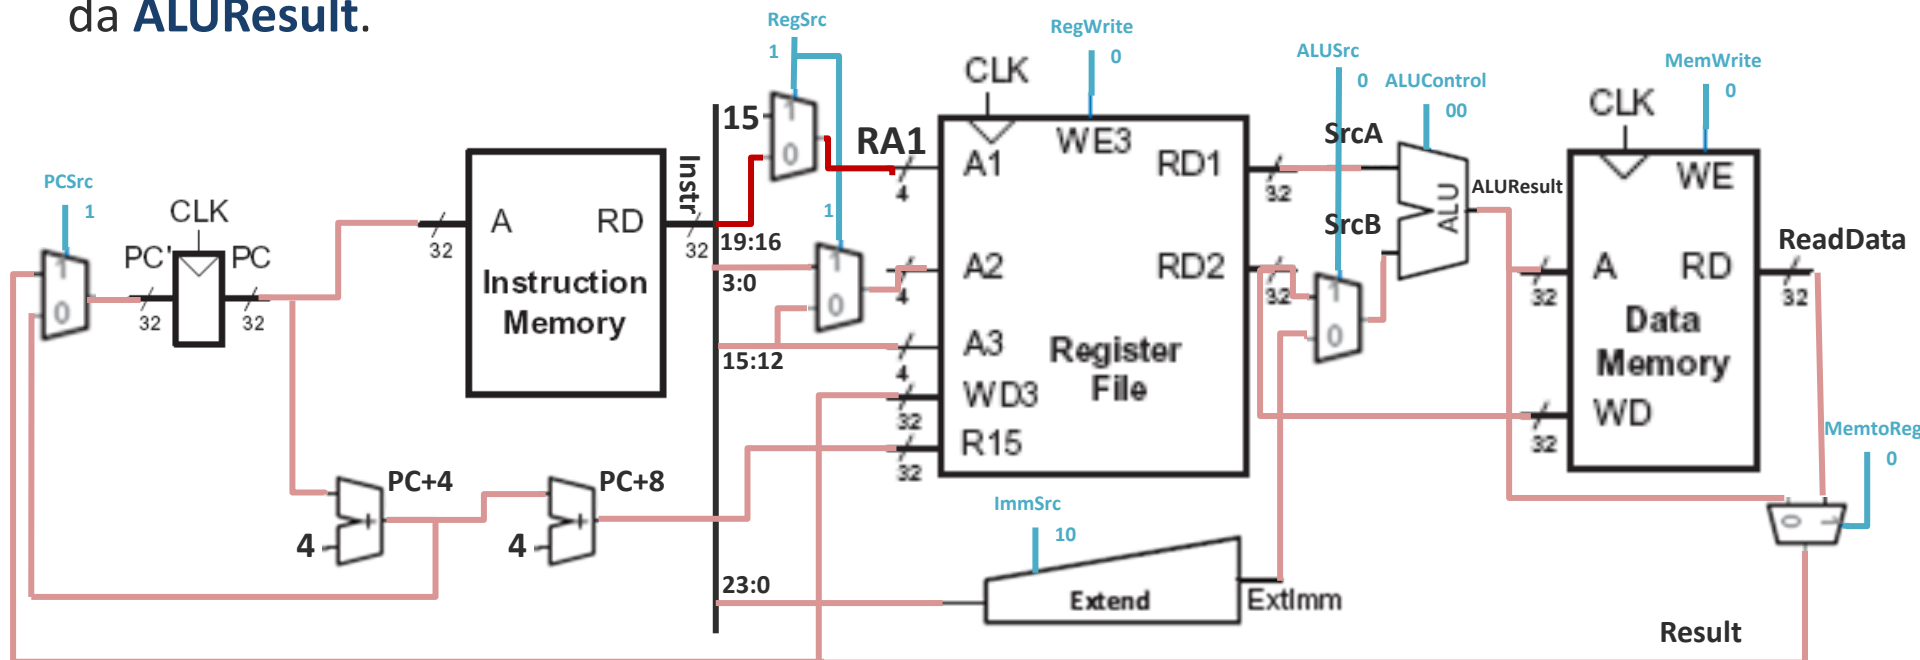 da ALUResult.
RegSrc
1
RegWrite
0
ALUSrc
0
ALUControl
00
MemWrite
0
CLK
CLK
15
1
0
RA1
A1
4
WE3
RD1
32
SrcA
ALU
ALUResult
WE
Instr
PCSrc
1
CLK
PC'
PC
1
0
32
32
A
RD
32
32
Instruction
Memory
19:16
3:0
15:12
1
1
0
A2
4
RD2
32
SrcB
1
0
A
RD
32
ReadData
32
Data
Memory
A3
4
Register
File
WD3
32
R15
32
WD
32
MemtoReg
0
0
1
PC+4
4
+
PC+8
4
+
ImmSrc
10
23:0
Extend
ExtImm
Result